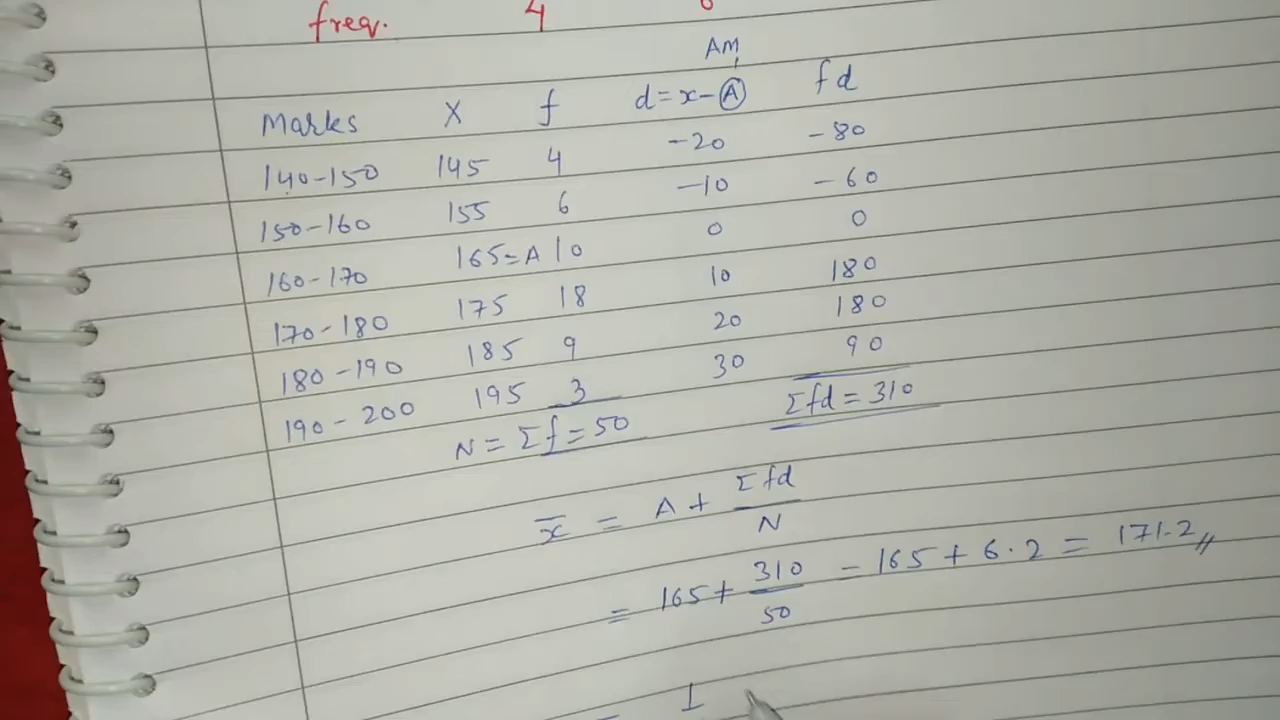 freq. 4
AM
Marks X f d=x-A fd
140-150 145 4 -20 -80
150-160 155 6 -10 -60
160-170 165=A 10 0 0
170-180 175 18 10 180
180-190 185 9 20 180
190-200 195 3 30 90
N = Σf=50 Σfd = 310
x̄ = A + Σfd/N
= 165+ 310/50 - 165 + 6.2 = 171.2